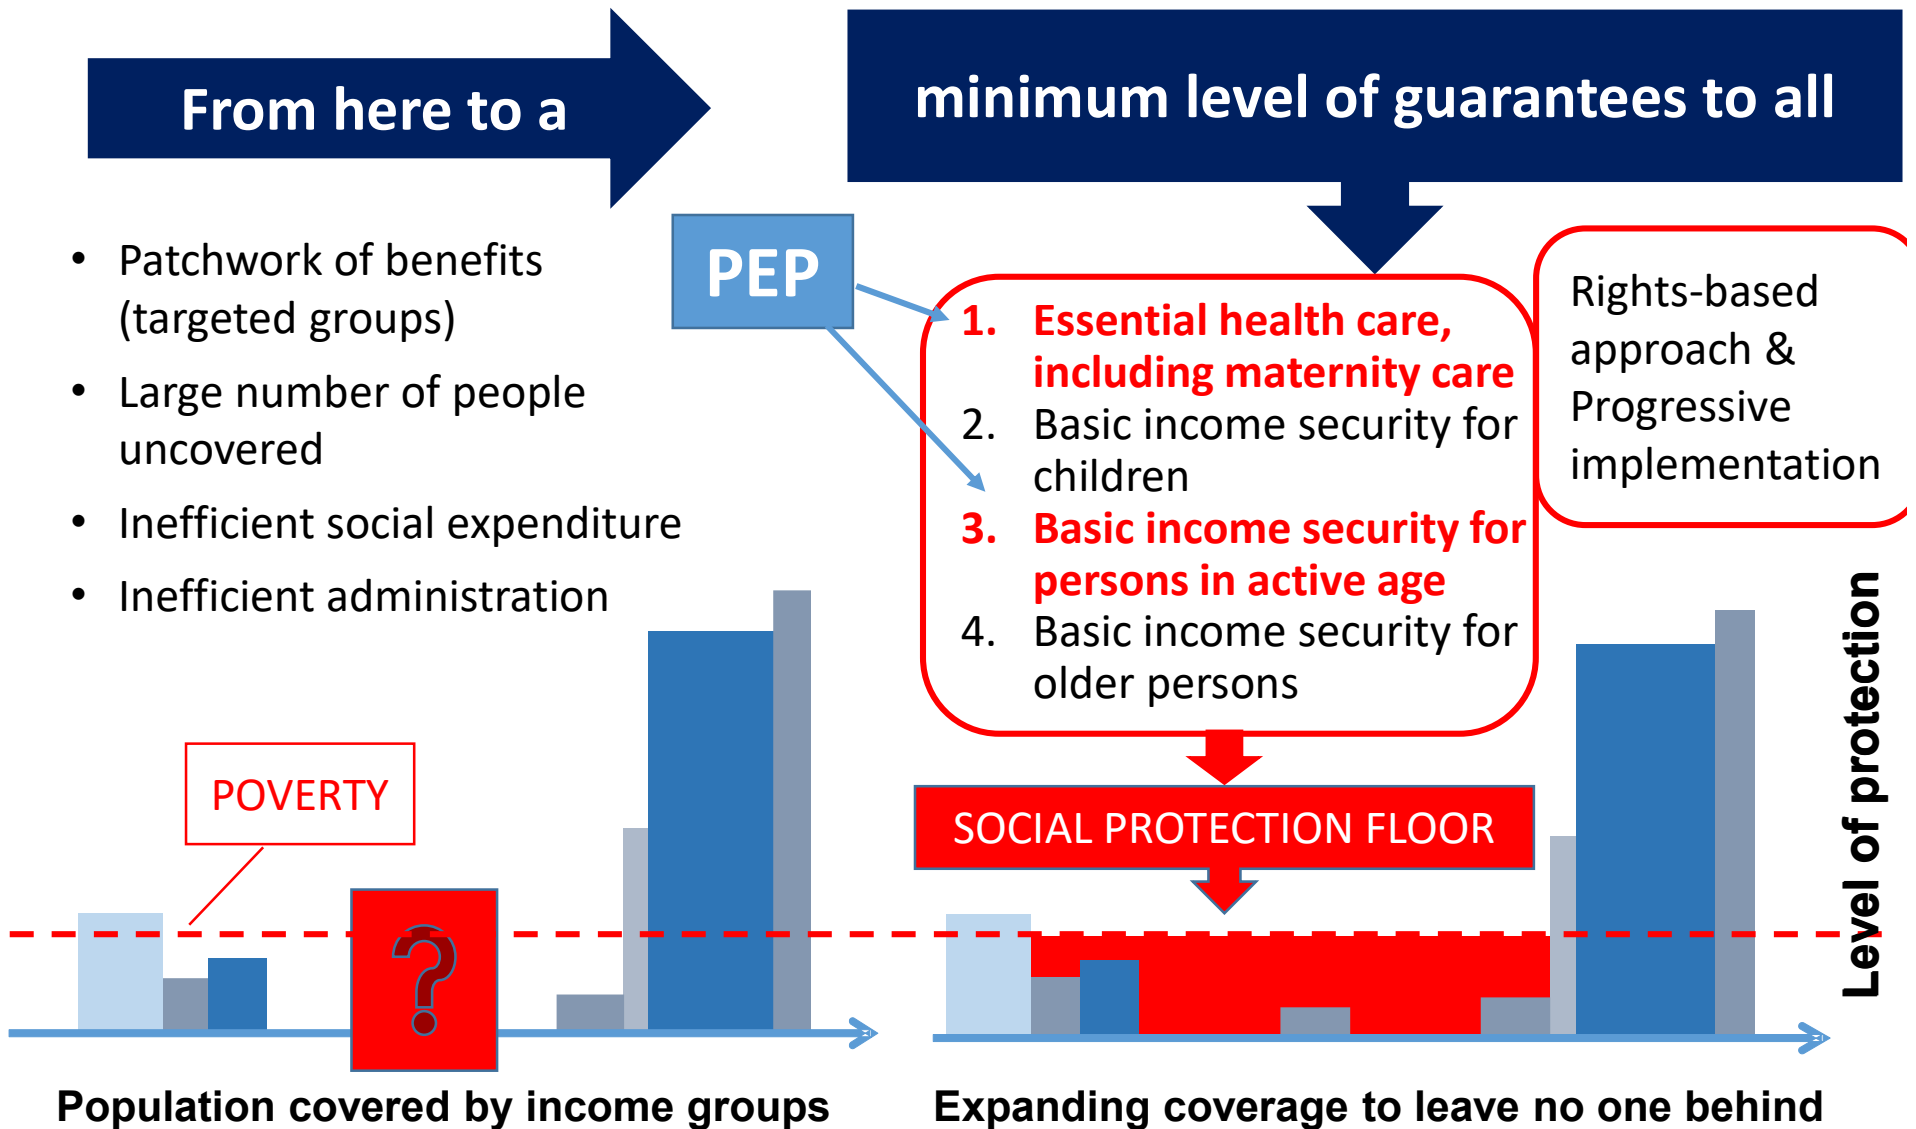 From here to a
minimum level of guarantees to all
• Patchwork of benefits
(targeted groups)
• Large number of people
uncovered
• Inefficient social expenditure
• Inefficient administration
PEP
1. Essential health care,
including maternity care
2. Basic income security for
children
3. Basic income security for
persons in active age
4. Basic income security for
older persons
Rights-based
approach &
Progressive
implementation
POVERTY
?
SOCIAL PROTECTION FLOOR
Level of protection
Population covered by income groups
Expanding coverage to leave no one behind